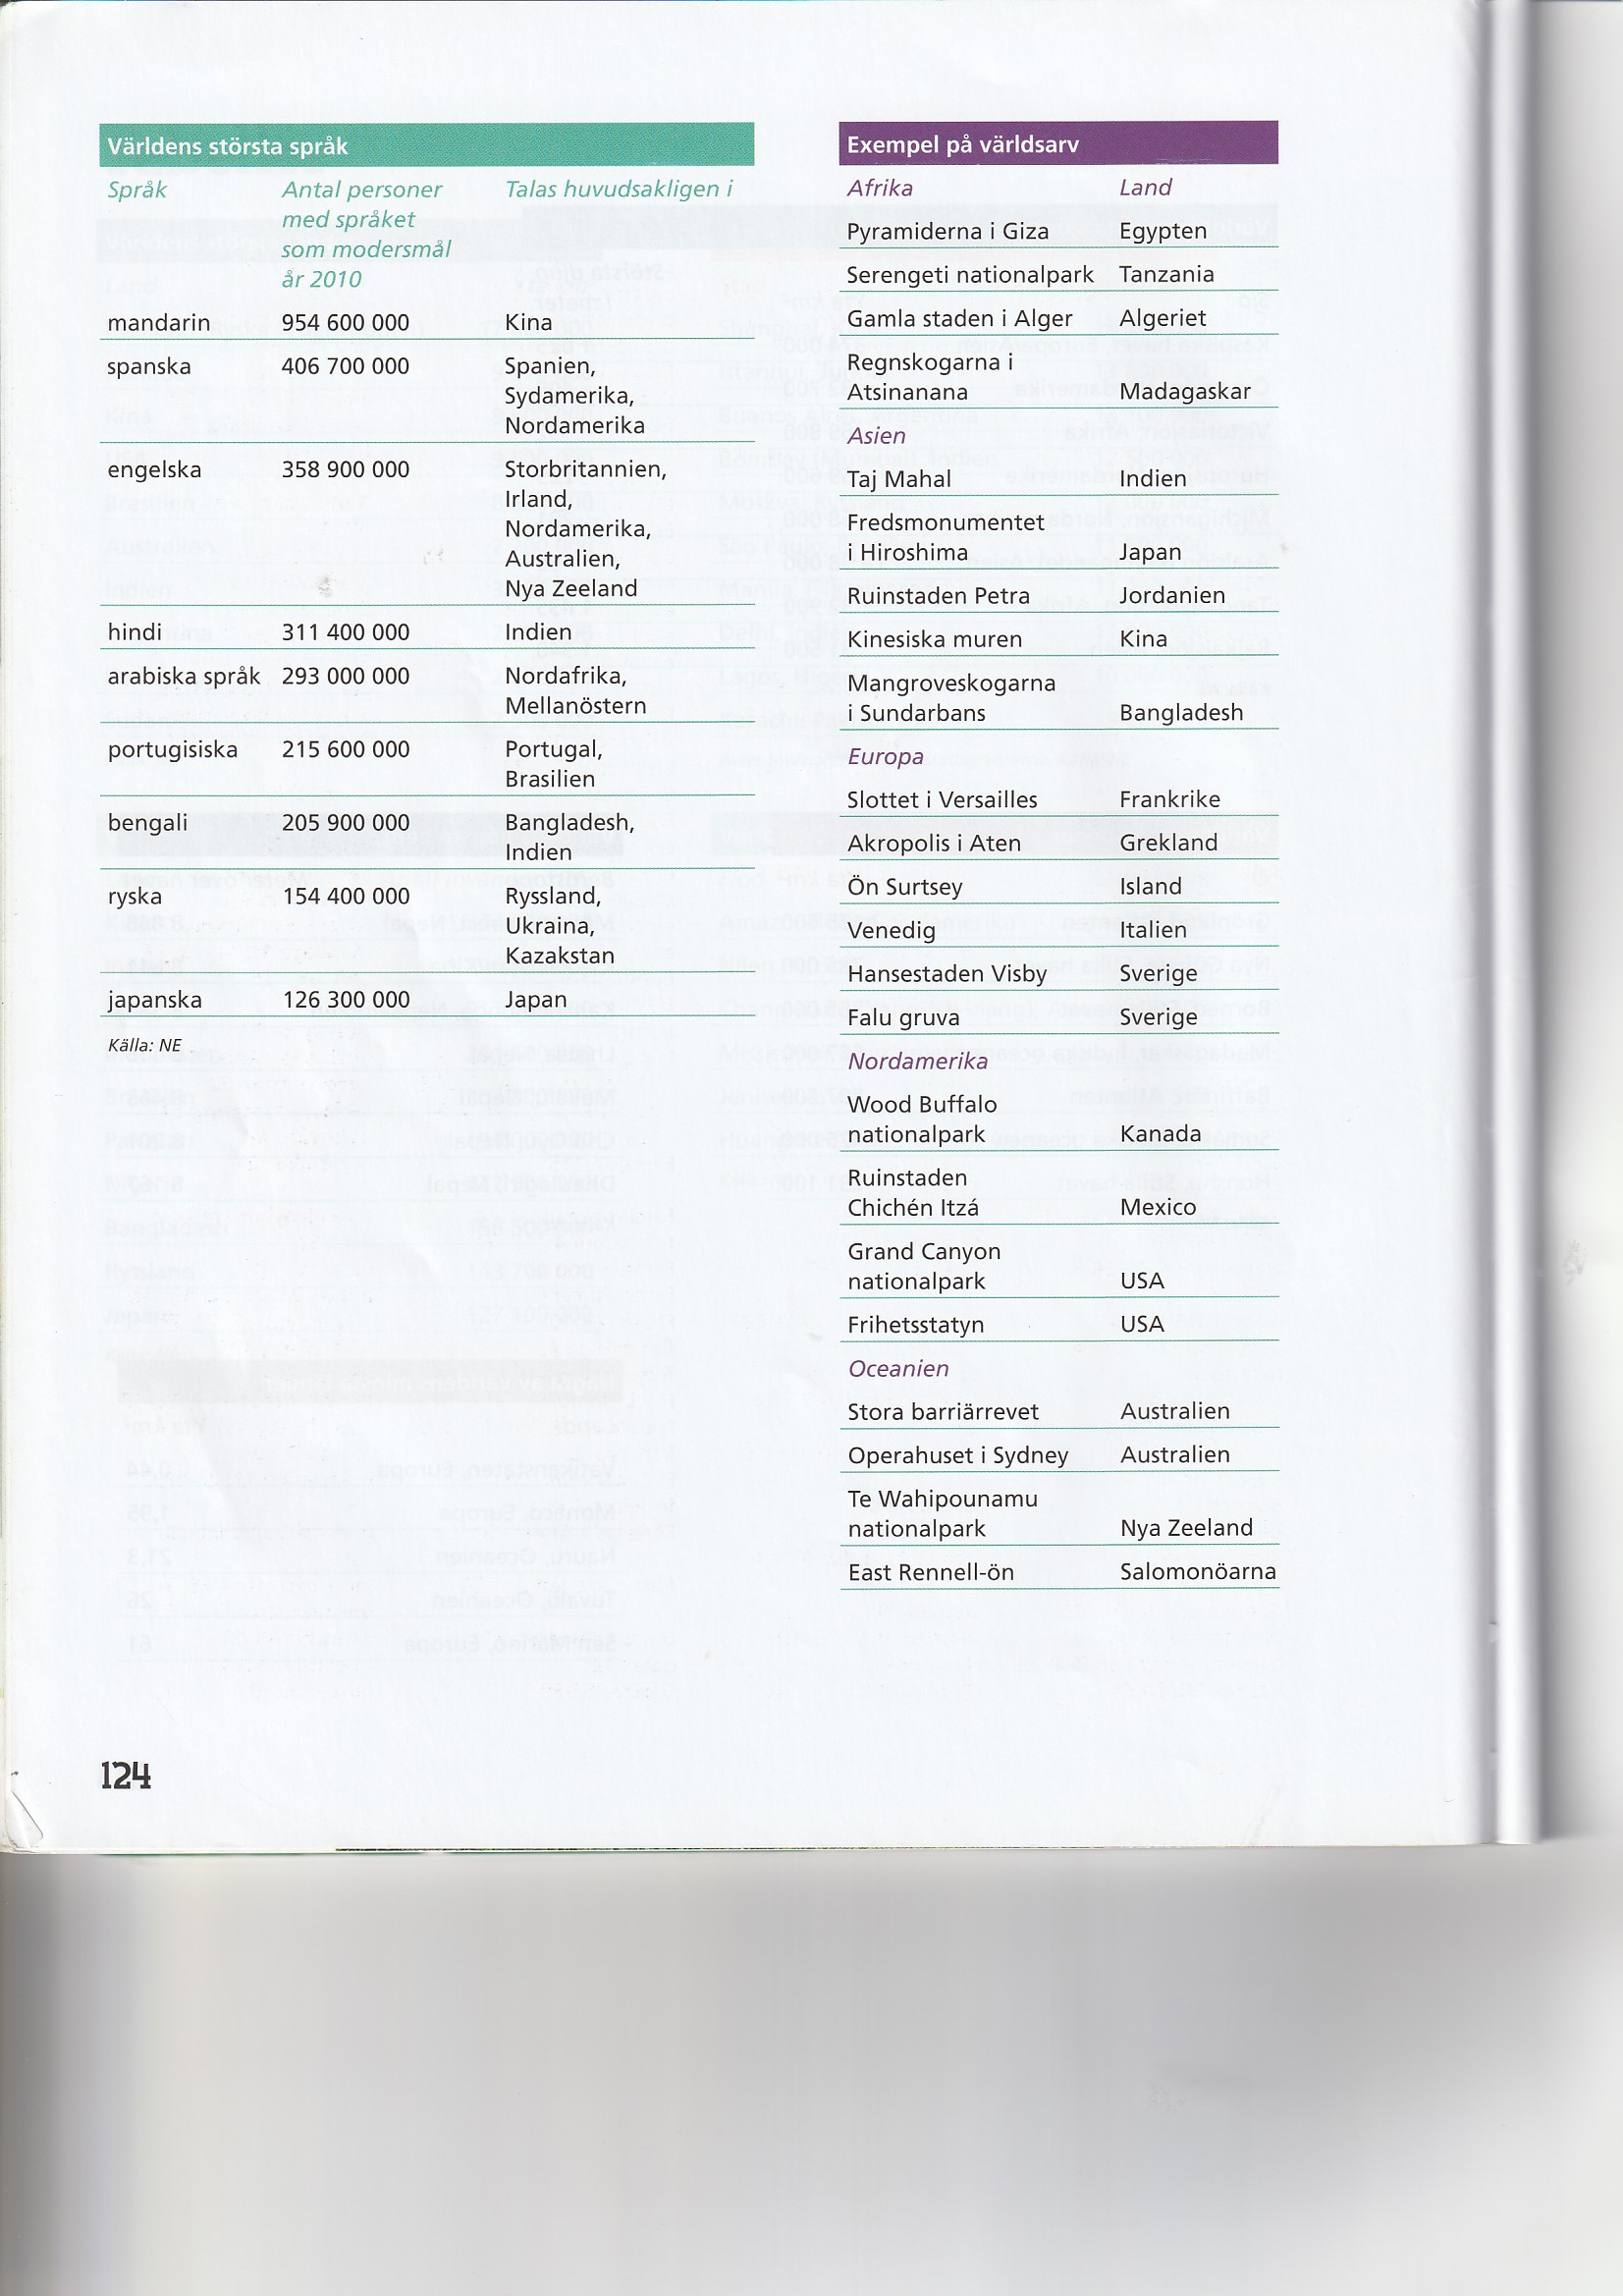 Världens största språk
Språk Antal personer Talas huvudsakligen i
med språket
som modersmål
år 2010
mandarin 954 600 000 Kina
spanska 406 700 000 Spanien,
Sydamerika,
Nordamerika
engelska 358 900 000 Storbritannien,
Irland,
Nordamerika,
Australien,
Nya Zeeland
hindi 311 400 000 Indien
arabiska språk 293 000 000 Nordafrika,
Mellanöstern
portugisiska 215 600 000 Portugal,
Brasilien
bengali 205 900 000 Bangladesh,
Indien
ryska 154 400 000 Ryssland,
Ukraina,
Kazakstan
japanska 126 300 000 Japan
Källa: NE
Exempel på världsarv
Afrika Land
Pyramiderna i Giza Egypten
Serengeti nationalpark Tanzania
Gamla staden i Alger Algeriet
Regnskogarna i
Atsinanana Madagaskar
Asien
Taj Mahal Indien
Fredsmonumentet
i Hiroshima Japan
Ruinstaden Petra Jordanien
Kinesiska muren Kina
Mangroveskogarna
i Sundarbans Bangladesh
Europa
Slottet i Versailles Frankrike
Akropolis i Aten Grekland
Ön Surtsey Island
Venedig Italien
Hansestaden Visby Sverige
Falu gruva Sverige
Nordamerika
Wood Buffalo
nationalpark Kanada
Ruinstaden
Chichén Itzá Mexico
Grand Canyon
nationalpark USA
Frihetsstatyn USA
Oceanien
Stora barriärrevet Australien
Operahuset i Sydney Australien
Te Wahipounamu
nationalpark Nya Zeeland
East Rennell-ön Salomonöarna
124